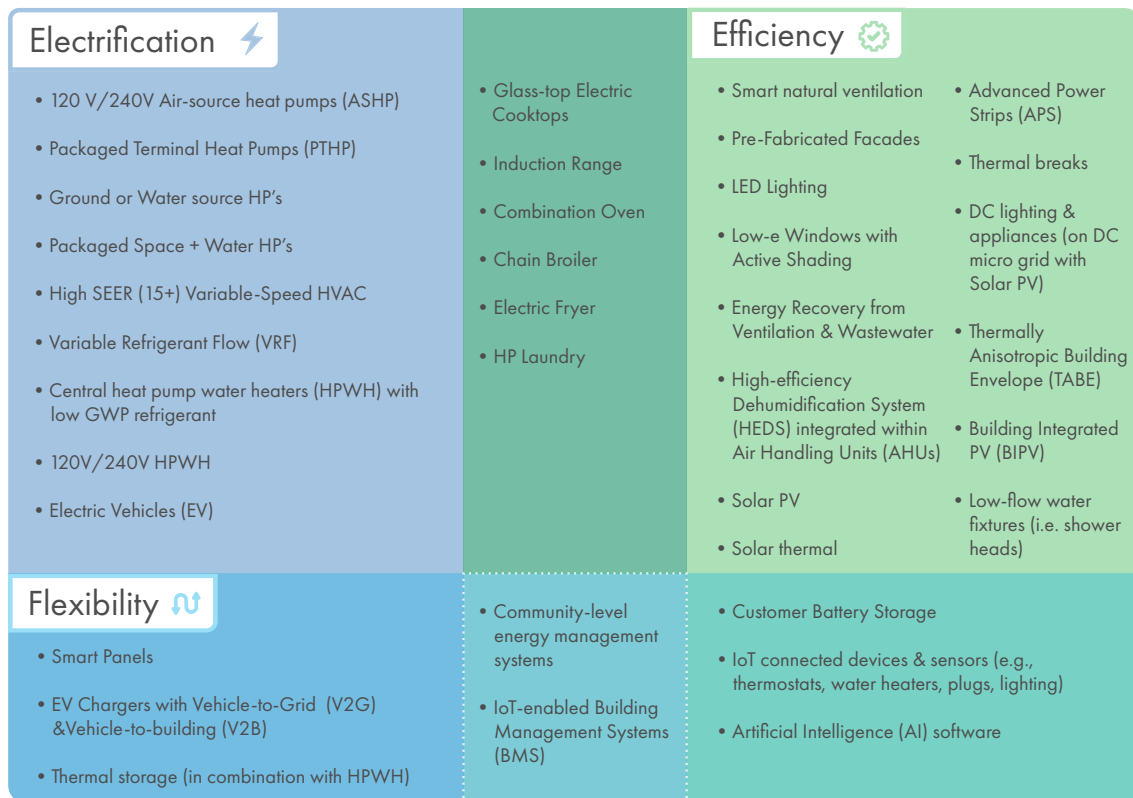 Electrification
• 120 V/240V Air-source heat pumps (ASHP)
• Packaged Terminal Heat Pumps (PTHP)
• Ground or Water source HP's
• Packaged Space + Water HP's
• High SEER (15+) Variable-Speed HVAC
• Variable Refrigerant Flow (VRF)
• Central heat pump water heaters (HPWH) with
low GWP refrigerant
• 120V/240V HPWH
• Electric Vehicles (EV)
• Glass-top Electric
Cooktops
• Induction Range
• Combination Oven
• Chain Broiler
• Electric Fryer
• HP Laundry
Efficiency
• Smart natural ventilation
• Pre-Fabricated Facades
• LED Lighting
• Low-e Windows with
Active Shading
• Energy Recovery from
Ventilation & Wastewater
• High-efficiency
Dehumidification System
(HEDS) integrated within
Air Handling Units (AHUs)
• Solar PV
• Solar thermal
• Advanced Power
Strips (APS)
• Thermal breaks
• DC lighting &
appliances (on DC
micro grid with
Solar PV)
• Thermally
Anisotropic Building
Envelope (TABE)
• Building Integrated
PV (BIPV)
• Low-flow water
fixtures (i.e. shower
heads)
Flexibility
• Smart Panels
• EV Chargers with Vehicle-to-Grid (V2G)
&Vehicle-to-building (V2B)
• Thermal storage (in combination with HPWH)
• Community-level
energy management
systems
• IoT-enabled Building
Management Systems
(BMS)
• Customer Battery Storage
• IoT connected devices & sensors (e.g.,
thermostats, water heaters, plugs, lighting)
• Artificial Intelligence (AI) software